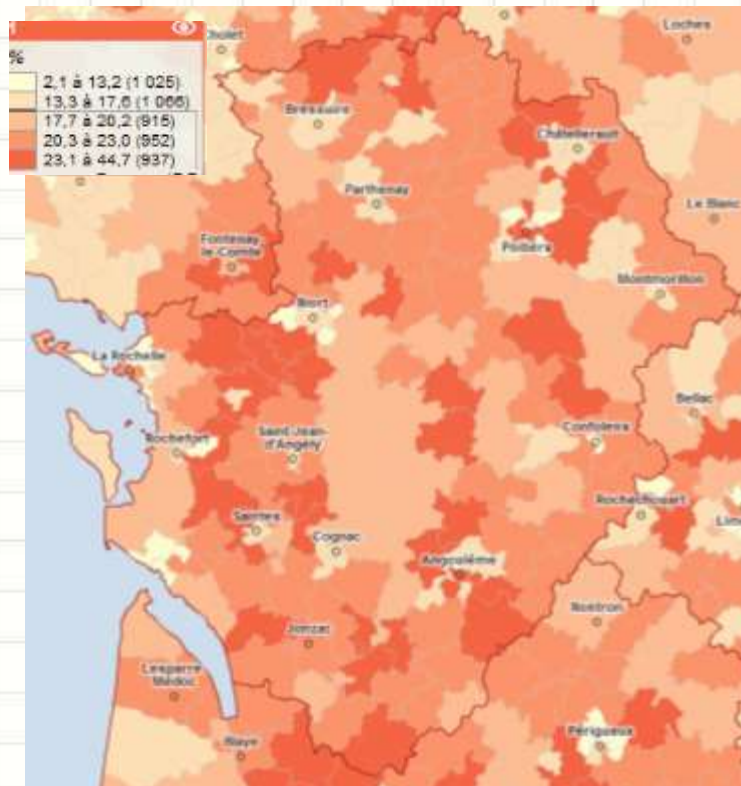 %
2,1 à 13,2 (1 025)
13,3 à 17,6 (1 066)
17,7 à 20,2 (915)
20,3 à 23,0 (952)
23,1 à 44,7 (937)
Cholet
Loches
Bressuire
Châtellerault
Parthenay
Le Blanc
Poitiers
Fontenay-
le-Comte
Montmorillon
Niort
La Rochelle
Bellac
Rochefort
Saint-Jean-
d'Angély
Confolens
Rochechouart
Saintes
Lim
Cognac
Angoulême
Nontron
Jonzac
Lesparre-
Médoc
Périgueux
Blaye